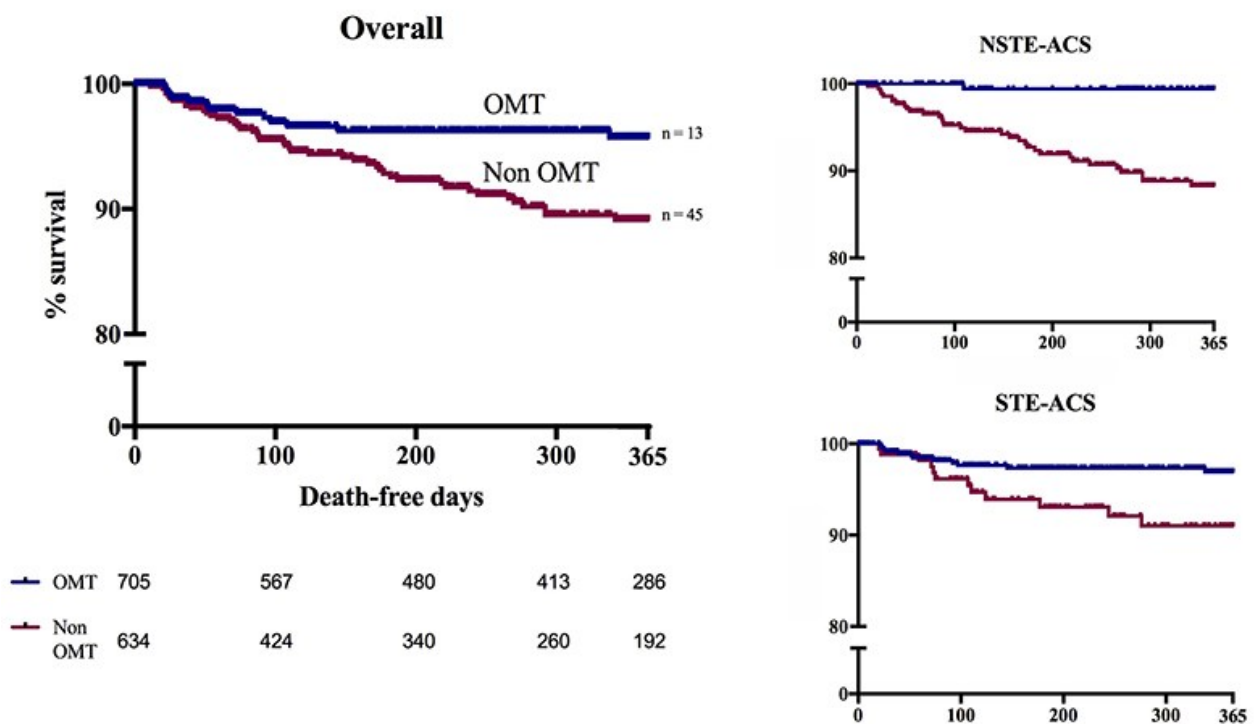 Overall
100
90
80
0
% survival
OMT
n = 13
Non OMT
n = 45
0 100 200 300 365
Death-free days
OMT 705 567 480 413 286
Non
OMT 634 424 340 260 192
NSTE-ACS
100
90
80
0
0 100 200 300 365
STE-ACS
100
90
80
0
0 100 200 300 365